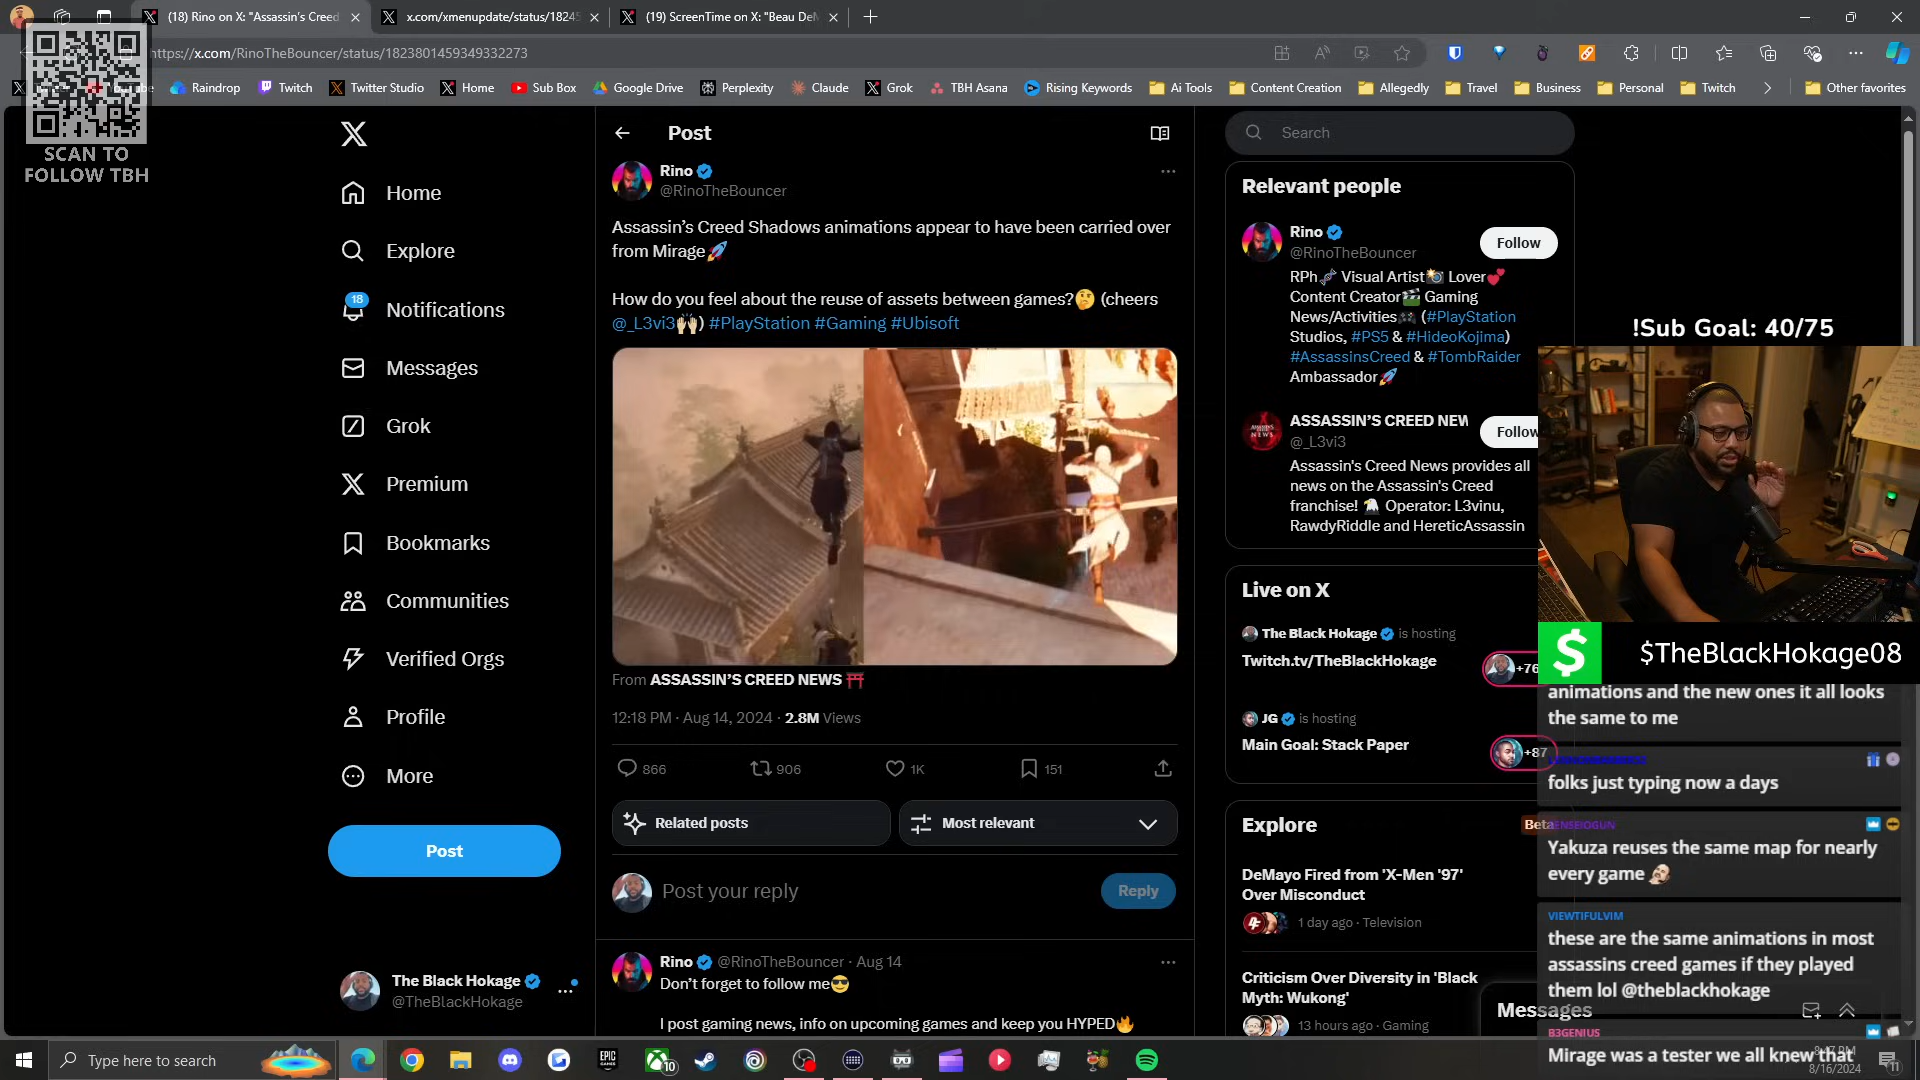 (18) Rino on X: "Assassin's Creed
x.com/xmenupdate/status/1824
(19) ScreenTime on X: "Beau DeM
https://x.com/RinoTheBouncer/status/1823801459349332273
Raindrop
Twitch
Twitter Studio
Home
Sub Box
Google Drive
Perplexity
Claude
Grok
TBH Asana
Rising Keywords
Ai Tools
Content Creation
Allegedly
Travel
Business
Personal
Twitch
Other favorites
SCAN TO
FOLLOW TBH
Home
Explore
18
Notifications
Messages
Grok
Premium
Bookmarks
Communities
Verified Orgs
Profile
More
Post
The Black Hokage
@TheBlackHokage
Post
Rino
@RinoTheBouncer
Assassin's Creed Shadows animations appear to have been carried over
from Mirage🚀
How do you feel about the reuse of assets between games?🤔 (cheers
@_L3vi3🙌🏻) #PlayStation #Gaming #Ubisoft
From ASSASSIN'S CREED NEWS ⛩️
12:18 PM · Aug 14, 2024 · 2.8M Views
866
906
1K
151
Related posts
Most relevant
Post your reply
Reply
Rino @RinoTheBouncer · Aug 14
Don't forget to follow me😎
I post gaming news, info on upcoming games and keep you HYPED🔥
Search
Relevant people
Rino
@RinoTheBouncer
Follow
RPh🧬 Visual Artist📸 Lover💕
Content Creator🎬 Gaming
News/Activities🎮 (#PlayStation
Studios, #PS5 & #HideoKojima)
#AssassinsCreed & #TombRaider
Ambassador🚀
ASSASSIN'S CREED NEW
@_L3vi3
Follow
Assassin's Creed News provides all
news on the Assassin's Creed
franchise! 🦅 Operator: L3vinu,
RawdyRiddle and HereticAssassin
Live on X
The Black Hokage is hosting
Twitch.tv/TheBlackHokage
+76
JG is hosting
Main Goal: Stack Paper
+87
Explore
Beta
DeMayo Fired from 'X-Men '97'
Over Misconduct
1 day ago · Television
Criticism Over Diversity in 'Black
Myth: Wukong'
13 hours ago · Gaming
Messages
!Sub Goal: 40/75
$TheBlackHokage08
animations and the new ones it all looks
the same to me
folks just typing now a days
Yakuza reuses the same map for nearly
every game
VIEWTIFULVIM
these are the same animations in most
assassins creed games if they played
them lol @theblackhokage
B3GENIUS
Mirage was a tester we all knew that
Type here to search
EPIC
GAMES
10
8/16/2024
11